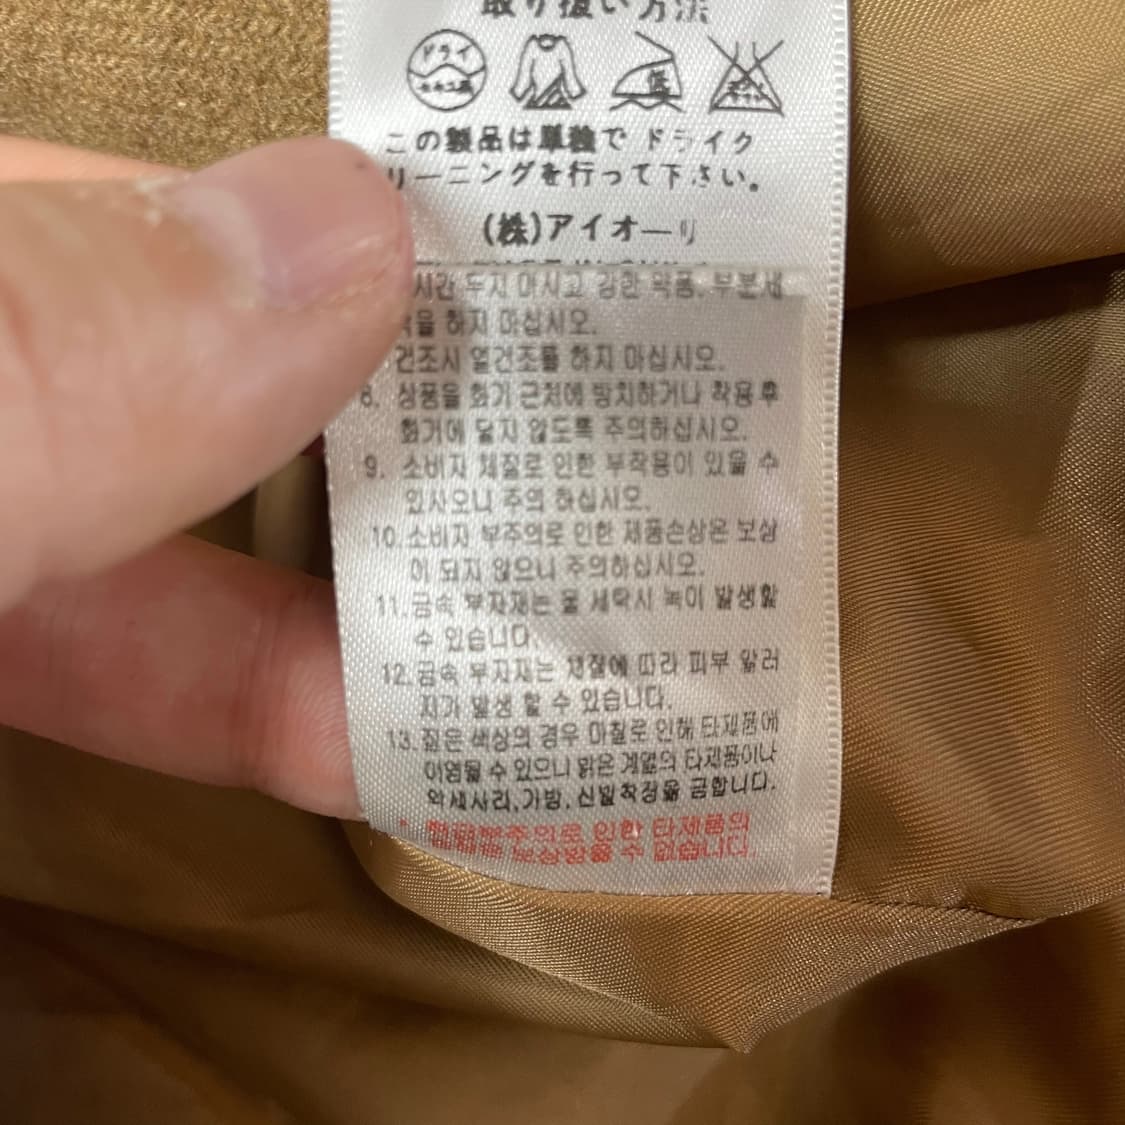 取り扱い方法
ドライ
低
この製品は単独で ドライク
リーニングを行って下さい。
(株)アイオーリ
시간 두지 마시고 강한 약품, 부분세
탁을 하지 마십시오.
건조시 열건조를 하지 마십시오.
8. 상품을 화기 근처에 방치하거나 착용후
화기에 닿지 않도록 주의하십시오.
9. 소비자 체질로 인한 부작용이 있을 수
있사오니 주의 하십시오.
10. 소비자 부주의로 인한 제품손상은 보상
이 되지 않으니 주의하십시오.
11. 금속 부자재는 물 세탁시 녹이 발생할
수 있습니다.
12. 금속 부자재는 체질에 따라 피부 알러
지가 발생 할 수 있습니다.
13. 짙은 색상의 경우 마찰로 인해 타제품에
이염될 수 있으니 밝은 계열의 타제품이나
악세사리,가방, 신발착장을 금합니다.
부주의로 인한 타제품의
보상받을 수 없습니다.